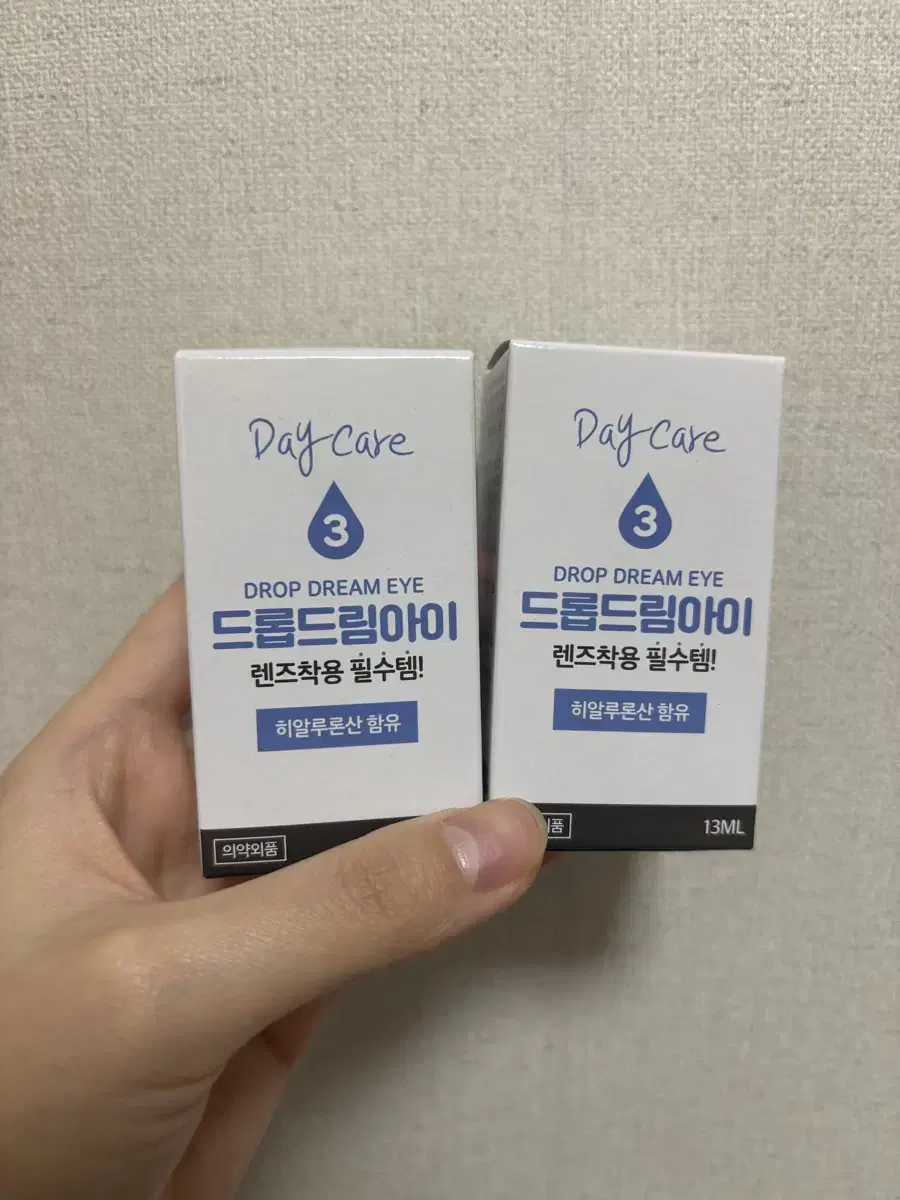 Day Care
3
DROP DREAM EYE
드롭드림아이
렌즈착용 필수템!
히알루론산 함유
의약외품
Day Care
3
DROP DREAM EYE
드롭드림아이
렌즈착용 필수템!
히알루론산 함유
13ML